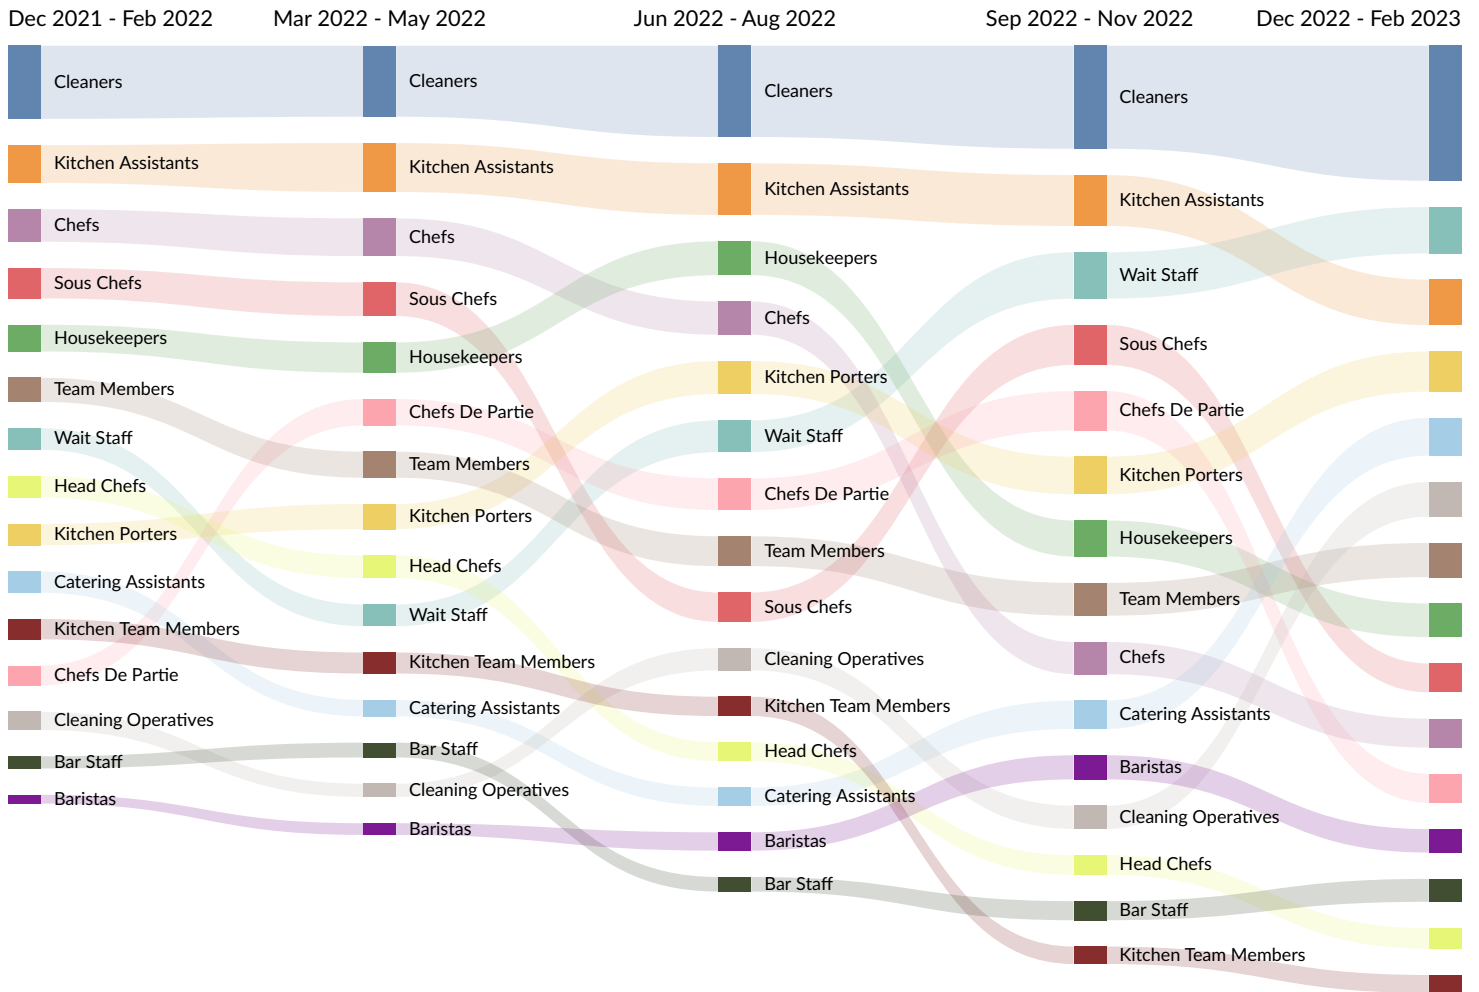 Dec 2021 - Feb 2022
Mar 2022 - May 2022
Jun 2022 - Aug 2022
Sep 2022 - Nov 2022
Dec 2022 - Feb 2023
Cleaners
Kitchen Assistants
Chefs
Sous Chefs
Housekeepers
Team Members
Wait Staff
Head Chefs
Kitchen Porters
Catering Assistants
Kitchen Team Members
Chefs De Partie
Cleaning Operatives
Bar Staff
Baristas
Cleaners
Kitchen Assistants
Chefs
Sous Chefs
Housekeepers
Chefs De Partie
Team Members
Kitchen Porters
Head Chefs
Wait Staff
Kitchen Team Members
Catering Assistants
Bar Staff
Cleaning Operatives
Baristas
Cleaners
Kitchen Assistants
Housekeepers
Chefs
Kitchen Porters
Wait Staff
Chefs De Partie
Team Members
Sous Chefs
Cleaning Operatives
Kitchen Team Members
Head Chefs
Catering Assistants
Baristas
Bar Staff
Cleaners
Kitchen Assistants
Wait Staff
Sous Chefs
Chefs De Partie
Kitchen Porters
Housekeepers
Team Members
Chefs
Catering Assistants
Baristas
Cleaning Operatives
Head Chefs
Bar Staff
Kitchen Team Members